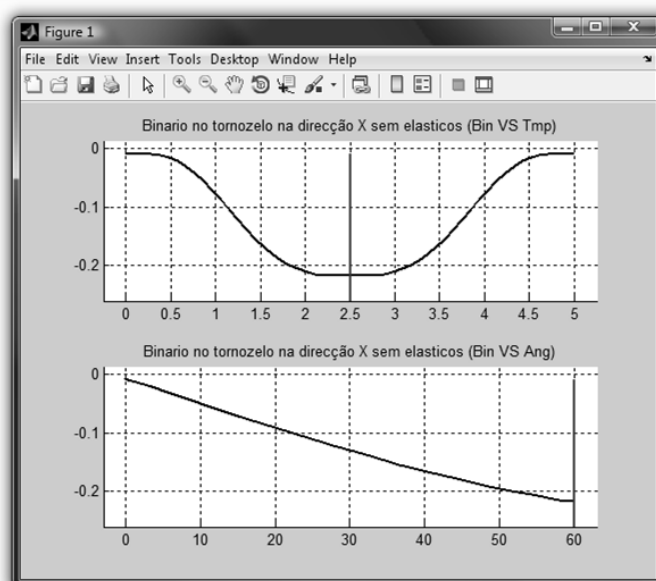 Figure 1
File Edit View Insert Tools Desktop Window Help
Binario no tornozelo na direcção X sem elasticos (Bin VS Tmp)
0
-0.1
-0.2
0 0.5 1 1.5 2 2.5 3 3.5 4 4.5 5
Binario no tornozelo na direcção X sem elasticos (Bin VS Ang)
0
-0.1
-0.2
0 10 20 30 40 50 60